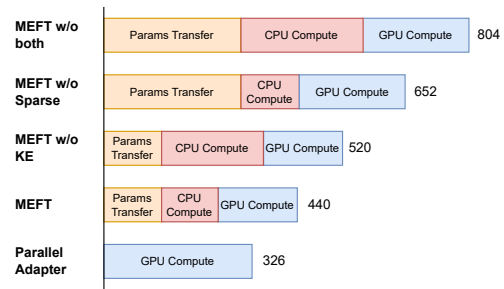 MEFT w/o
both
Params Transfer
CPU Compute
GPU Compute
804
MEFT w/o
Sparse
Params Transfer
CPU
Compute
GPU Compute
652
MEFT w/o
KE
Params
Transfer
CPU Compute
GPU Compute
520
MEFT
Params
Transfer
CPU
Compute
GPU Compute
440
Parallel
Adapter
GPU Compute
326